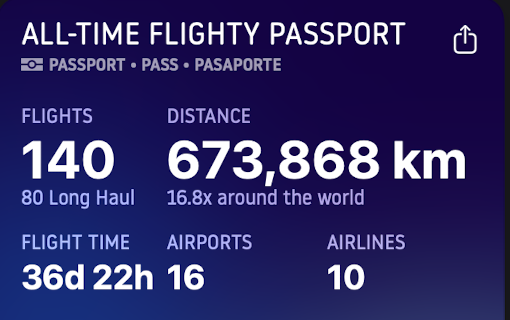 ALL-TIME FLIGHTY PASSPORT
PASSPORT • PASS • PASAPORTE
FLIGHTS DISTANCE
140 673,868 km
80 Long Haul 16.8x around the world
FLIGHT TIME AIRPORTS AIRLINES
36d 22h 16 10